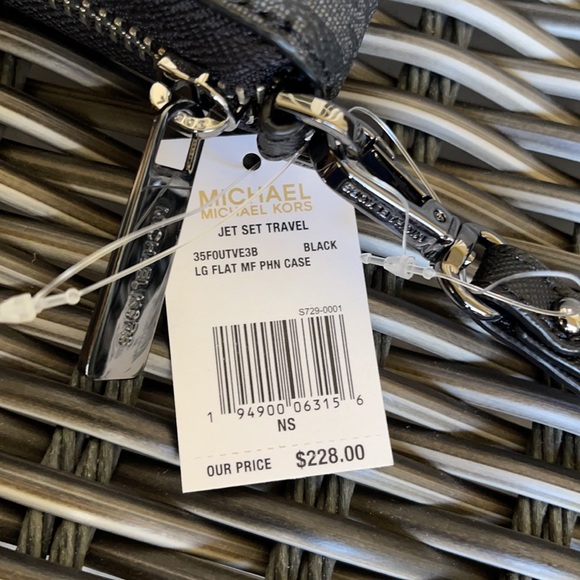 MICHAEL
MICHAEL KORS
JET SET TRAVEL
35F0UTVE3B BLACK
LG FLAT MF PHN CASE
S729-0001
1 94900 06315 6
NS
OUR PRICE $228.00